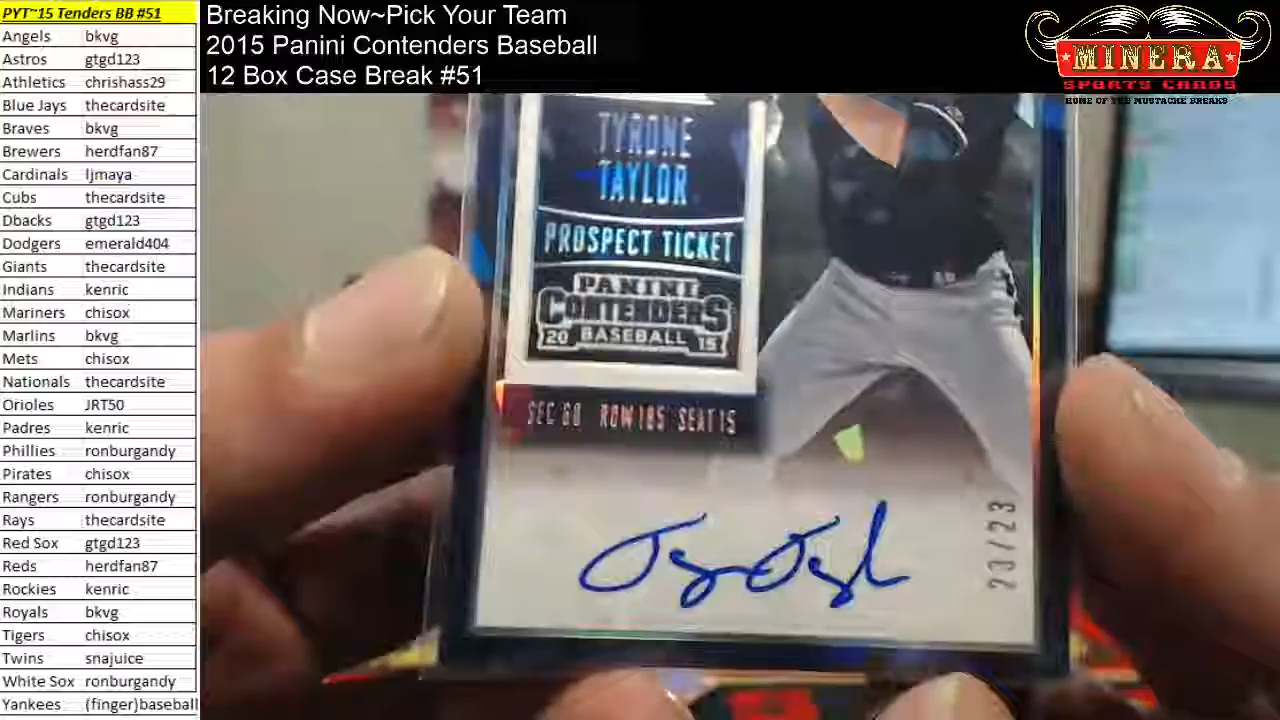 PYT~15 Tenders BB #51
Angels bkvg
Astros gtgd123
Athletics chrishass29
Blue Jays thecardsite
Braves bkvg
Brewers herdfan87
Cardinals ljmaya
Cubs thecardsite
Dbacks gtgd123
Dodgers emerald404
Giants thecardsite
Indians kenric
Mariners chisox
Marlins bkvg
Mets chisox
Nationals thecardsite
Orioles JRT50
Padres kenric
Phillies ronburgandy
Pirates chisox
Rangers ronburgandy
Rays thecardsite
Red Sox gtgd123
Reds herdfan87
Rockies kenric
Royals bkvg
Tigers chisox
Twins snajuice
White Sox ronburgandy
Yankees (finger)baseball
Breaking Now~Pick Your Team
2015 Panini Contenders Baseball
12 Box Case Break #51
MINERA
SPORTS CARDS
HOME OF THE MUSTACHE BREAKS
TYRONE
TAYLOR
PROSPECT TICKET
PANINI
CONTENDERS
20 BASEBALL 15
SEC 60 ROW 185 SEAT 15
23/23